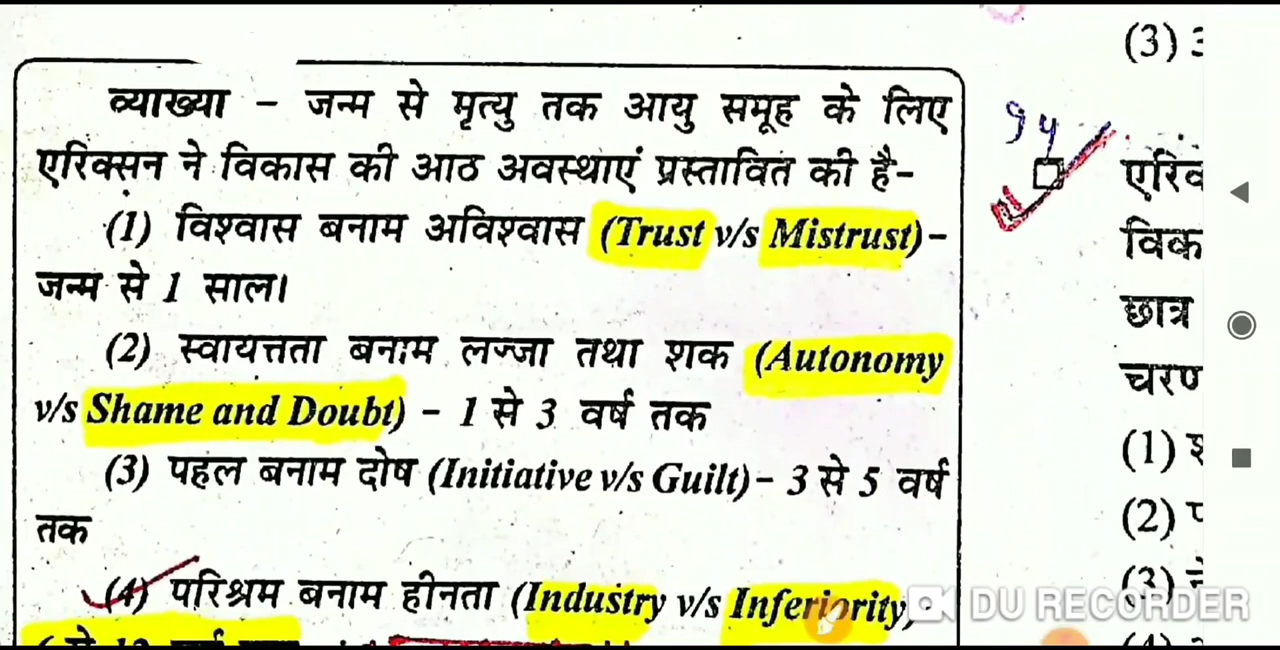 व्याख्या – जन्म से मृत्यु तक आयु समूह के लिए
एरिक्सन ने विकास की आठ अवस्थाएं प्रस्तावित की है–
(1) विश्वास बनाम अविश्वास (Trust v/s Mistrust) –
जन्म से 1 साल।
(2) स्वायत्तता बनाम लज्जा तथा शक (Autonomy
v/s Shame and Doubt) – 1 से 3 वर्ष तक
(3) पहल बनाम दोष (Initiative v/s Guilt) – 3 से 5 वर्ष
तक
(4) परिश्रम बनाम हीनता (Industry v/s Inferiority,
(3)
छात्र
चरण
(1)
(2)
(3)
DU RECORDER